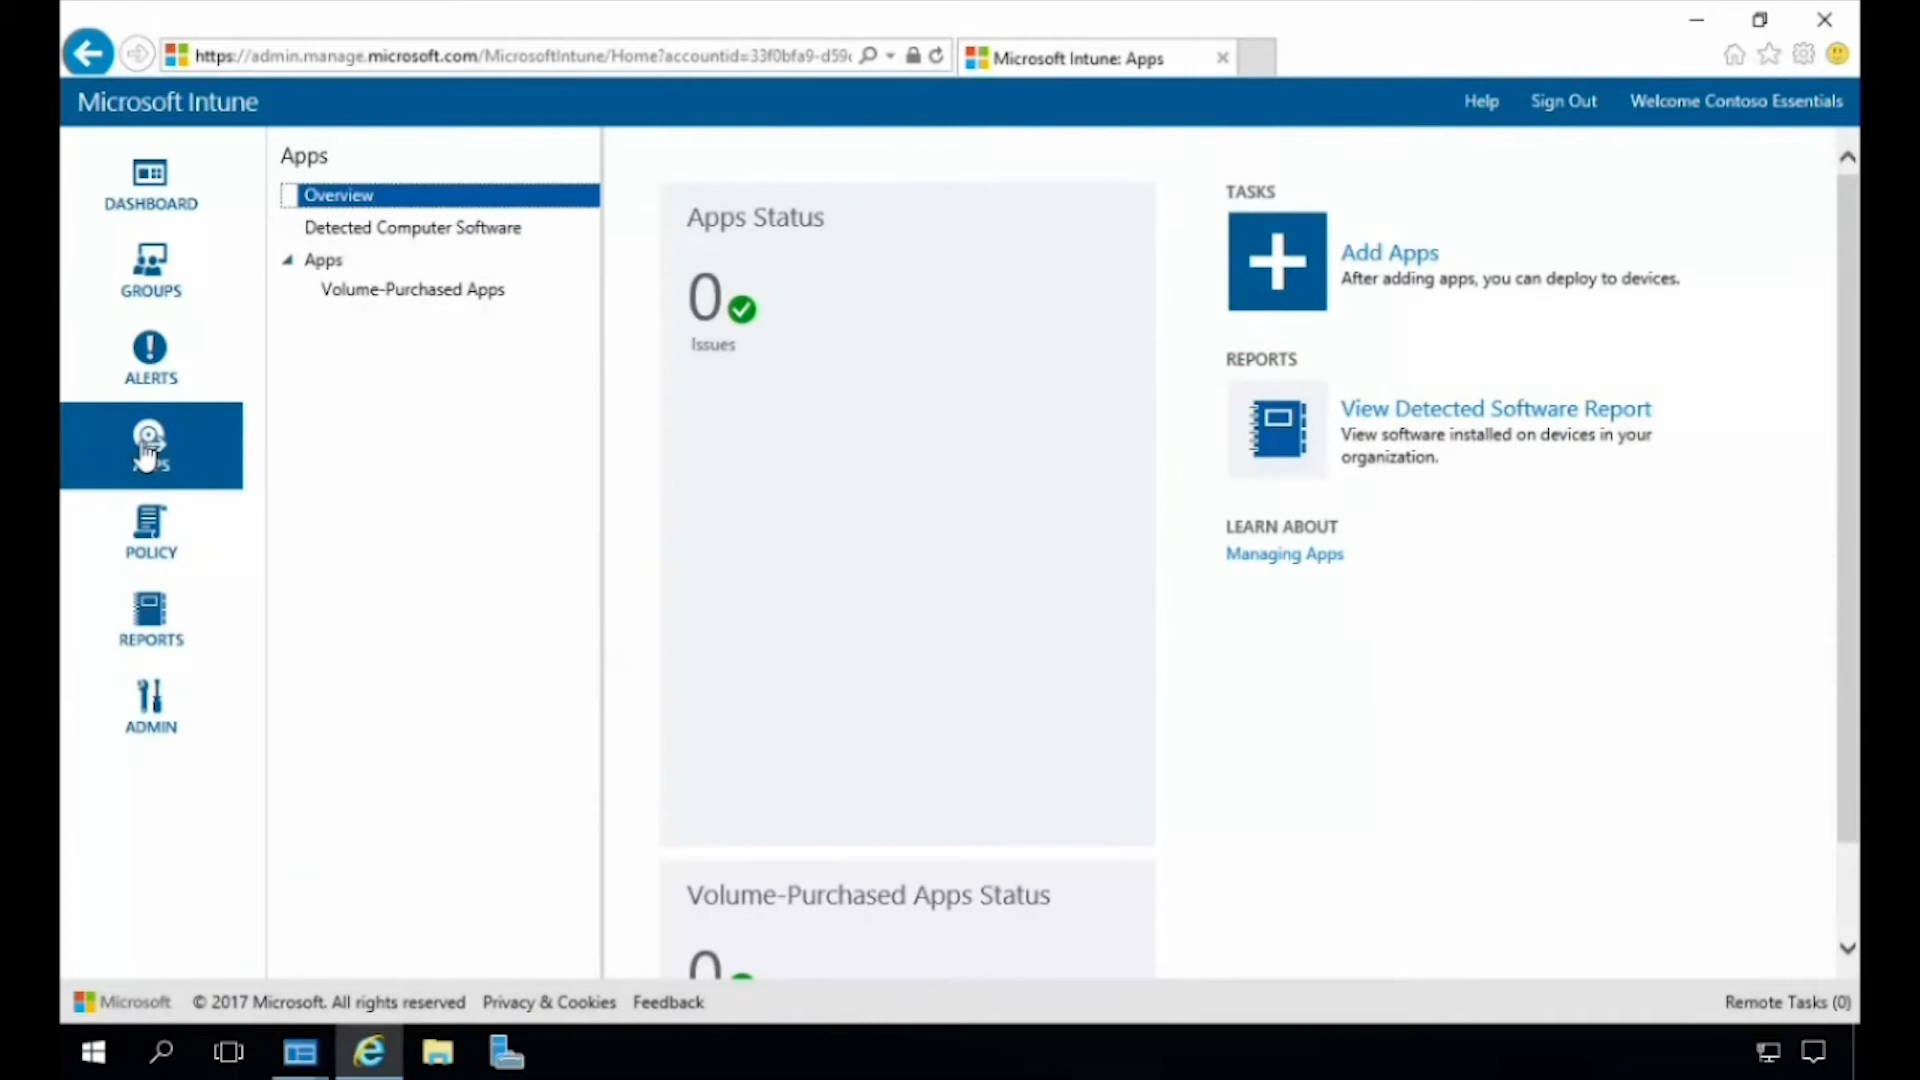 https://admin.manage.microsoft.com/MicrosoftIntune/Home?accountid=33f0bfa9-d59
Microsoft Intune: Apps
Microsoft Intune
Help
Sign Out
Welcome Contoso Essentials
DASHBOARD
GROUPS
ALERTS
POLICY
REPORTS
ADMIN
Apps
Overview
Detected Computer Software
Apps
Volume-Purchased Apps
Apps Status
0
Issues
Volume-Purchased Apps Status
0
TASKS
Add Apps
After adding apps, you can deploy to devices.
REPORTS
View Detected Software Report
View software installed on devices in your
organization.
LEARN ABOUT
Managing Apps
Microsoft © 2017 Microsoft. All rights reserved Privacy & Cookies Feedback
Remote Tasks (0)